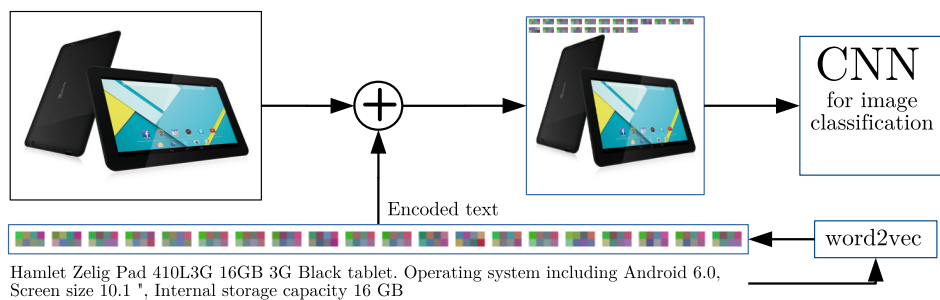 CNN
for image
classification
Encoded text
word2vec
Hamlet Zelig Pad 410L3G 16GB 3G Black tablet. Operating system including Android 6.0,
Screen size 10.1 ", Internal storage capacity 16 GB